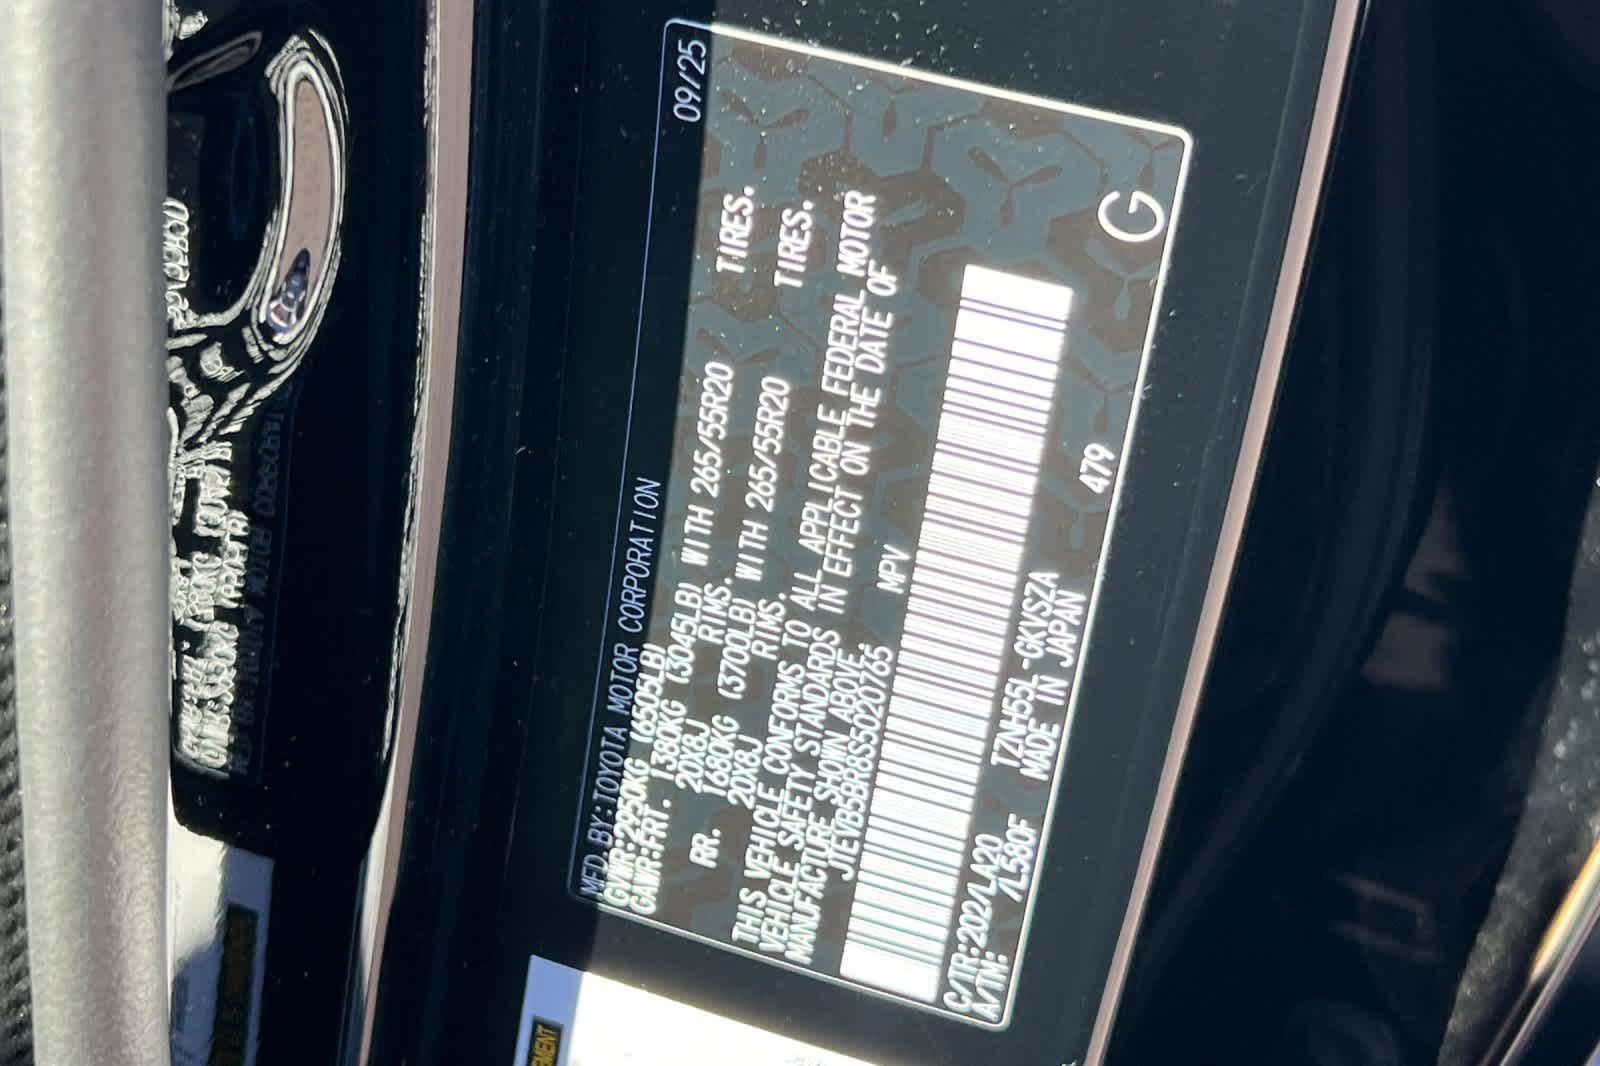 MFD.BY:TOYOTA MOTOR CORPORATION 09/25
GVWR:2950KG (6505LB)
GAWR:FRT. 1380KG (3045LB) WITH 265/55R20 TIRES.
20X8J RIMS.
RR. 1680KG (3700LB) WITH 265/55R20 TIRES.
20X8J RIMS.
THIS VEHICLE CONFORMS TO ALL APPLICABLE FEDERAL MOTOR
VEHICLE SAFETY STANDARDS IN EFFECT ON THE DATE OF
MANUFACTURE SHOWN ABOVE.
JTEVB5BR8S5020765 MPV
C/TR:202/LA20 TZNH55L-GKVSZA 479
A/TM: /L580F MADE IN JAPAN
G